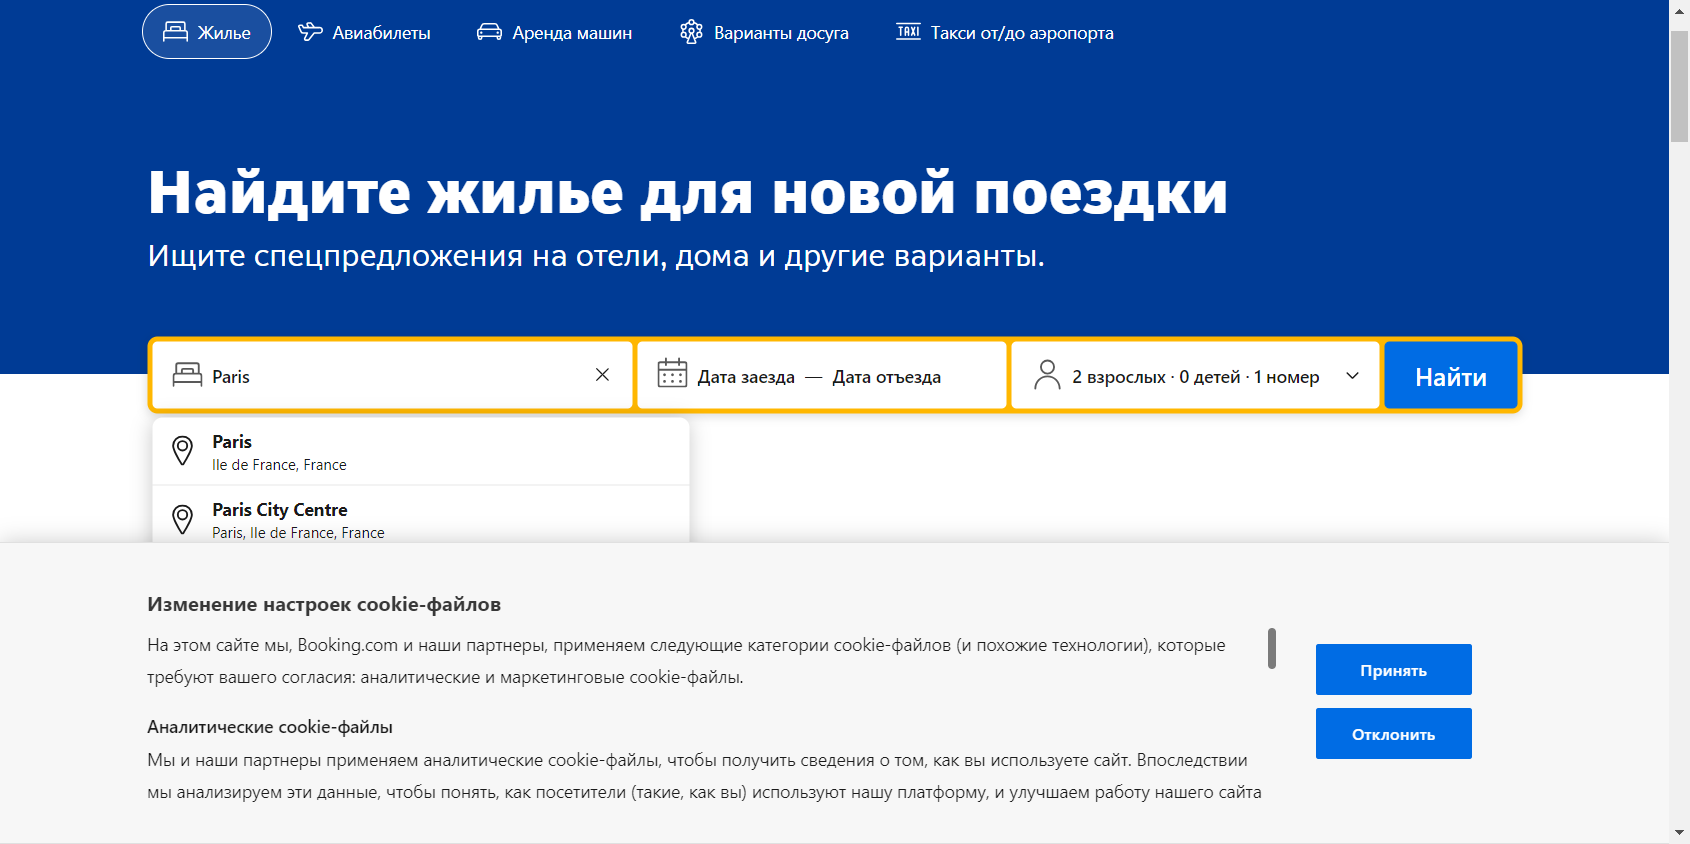 Жилье
Авиабилеты
Аренда машин
Варианты досуга
TAXI
Такси от/до аэропорта
Найдите жилье для новой поездки
Ищите спецпредложения на отели, дома и другие варианты.
Paris
Дата заезда — Дата отъезда
2 взрослых · 0 детей · 1 номер
Найти
Paris
Ile de France, France
Paris City Centre
Paris, Ile de France, France
Изменение настроек cookie-файлов
На этом сайте мы, Booking.com и наши партнеры, применяем следующие категории cookie-файлов (и похожие технологии), которые
требуют вашего согласия: аналитические и маркетинговые cookie-файлы.
Аналитические cookie-файлы
Мы и наши партнеры применяем аналитические cookie-файлы, чтобы получить сведения о том, как вы используете сайт. Впоследствии
мы анализируем эти данные, чтобы понять, как посетители (такие, как вы) используют нашу платформу, и улучшаем работу нашего сайта
Принять
Отклонить